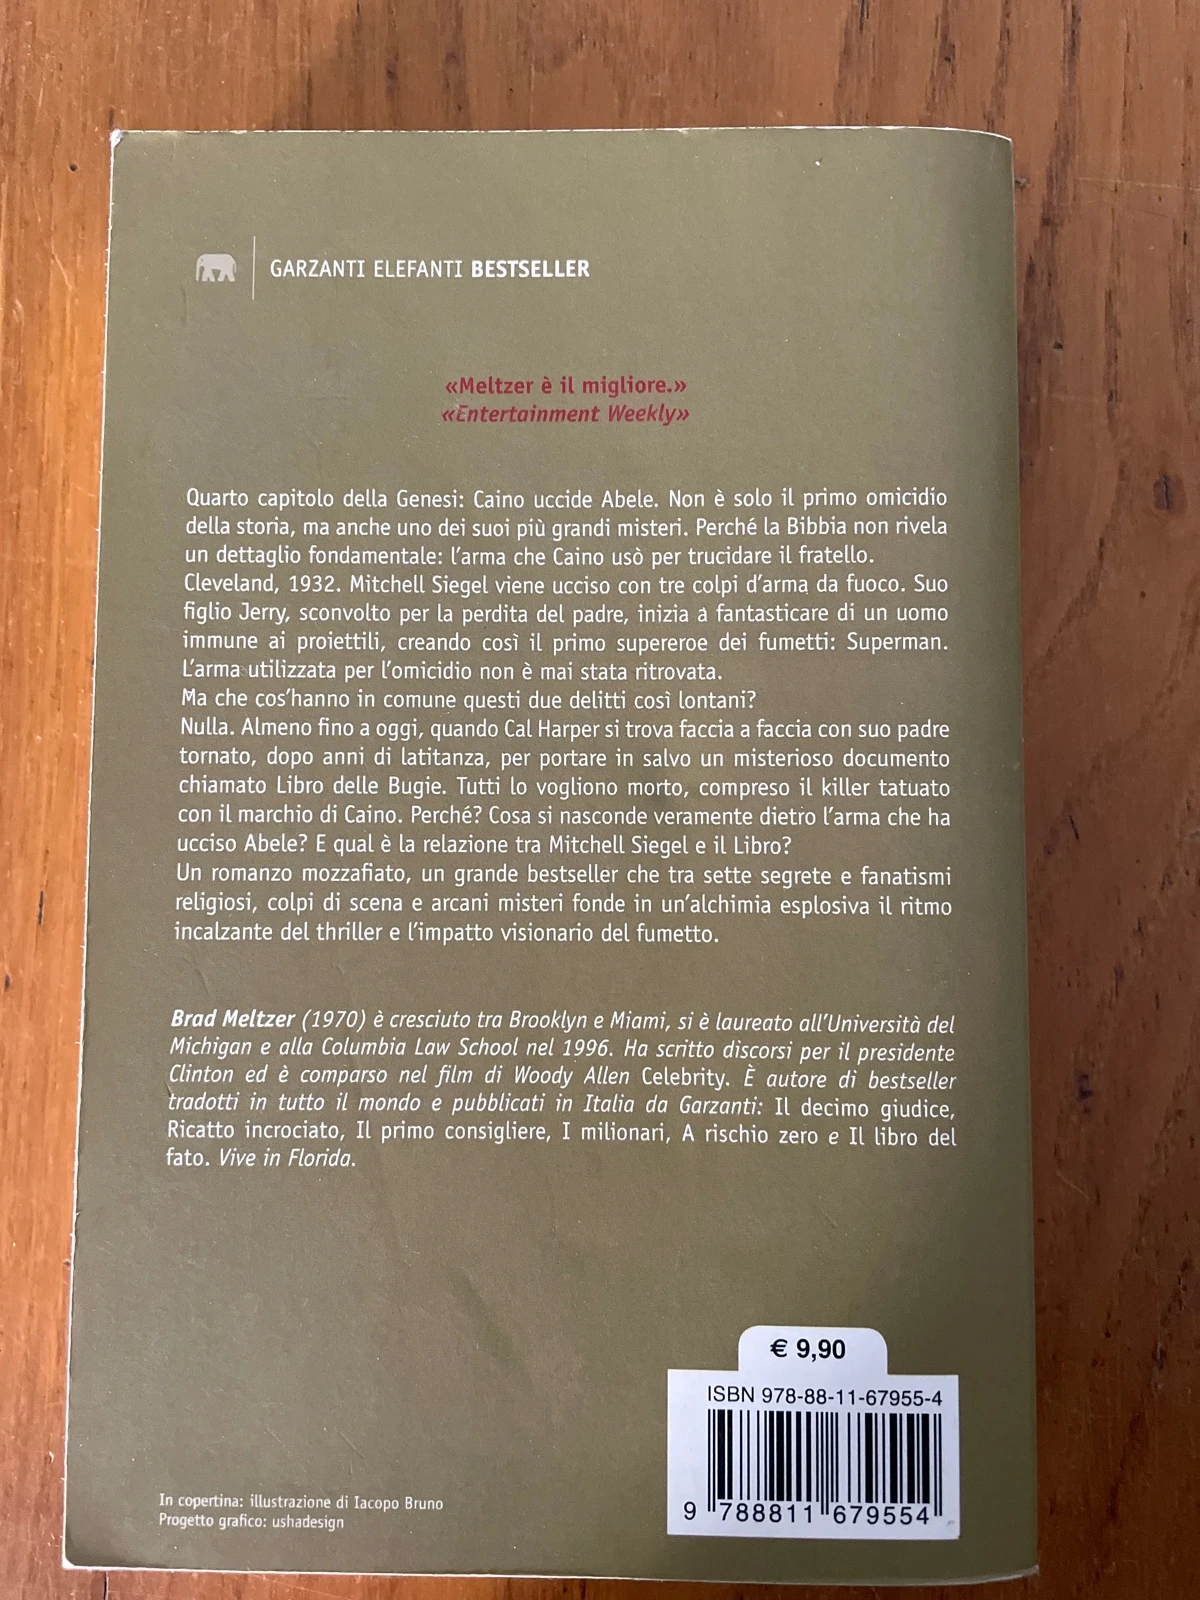 GARZANTI ELEFANTI BESTSELLER
«Meltzer è il migliore.»
«Entertainment Weekly»
Quarto capitolo della Genesi: Caino uccide Abele. Non è solo il primo omicidio
della storia, ma anche uno dei suoi più grandi misteri. Perché la Bibbia non rivela
un dettaglio fondamentale: l'arma che Caino usò per trucidare il fratello.
Cleveland, 1932. Mitchell Siegel viene ucciso con tre colpi d'arma da fuoco. Suo
figlio Jerry, sconvolto per la perdita del padre, inizia a fantasticare di un uomo
immune ai proiettili, creando così il primo supereroe dei fumetti: Superman.
L'arma utilizzata per l'omicidio non è mai stata ritrovata.
Ma che cos'hanno in comune questi due delitti così lontani?
Nulla. Almeno fino a oggi, quando Cal Harper si trova faccia a faccia con suo padre
tornato, dopo anni di latitanza, per portare in salvo un misterioso documento
chiamato Libro delle Bugie. Tutti lo vogliono morto, compreso il killer tatuato
con il marchio di Caino. Perché? Cosa si nasconde veramente dietro l'arma che ha
ucciso Abele? E qual è la relazione tra Mitchell Siegel e il Libro?
Un romanzo mozzafiato, un grande bestseller che tra sette segrete e fanatismi
religiosi, colpi di scena e arcani misteri fonde in un'alchimia esplosiva il ritmo
incalzante del thriller e l'impatto visionario del fumetto.
Brad Meltzer (1970) è cresciuto tra Brooklyn e Miami, si è laureato all'Università del
Michigan e alla Columbia Law School nel 1996. Ha scritto discorsi per il presidente
Clinton ed è comparso nel film di Woody Allen Celebrity. È autore di bestseller
tradotti in tutto il mondo e pubblicati in Italia da Garzanti: Il decimo giudice,
Ricatto incrociato, Il primo consigliere, I milionari, A rischio zero e Il libro del
fato. Vive in Florida.
€ 9,90
ISBN 978-88-11-67955-4
9 788811 679554
In copertina: illustrazione di Iacopo Bruno
Progetto grafico: ushadesign